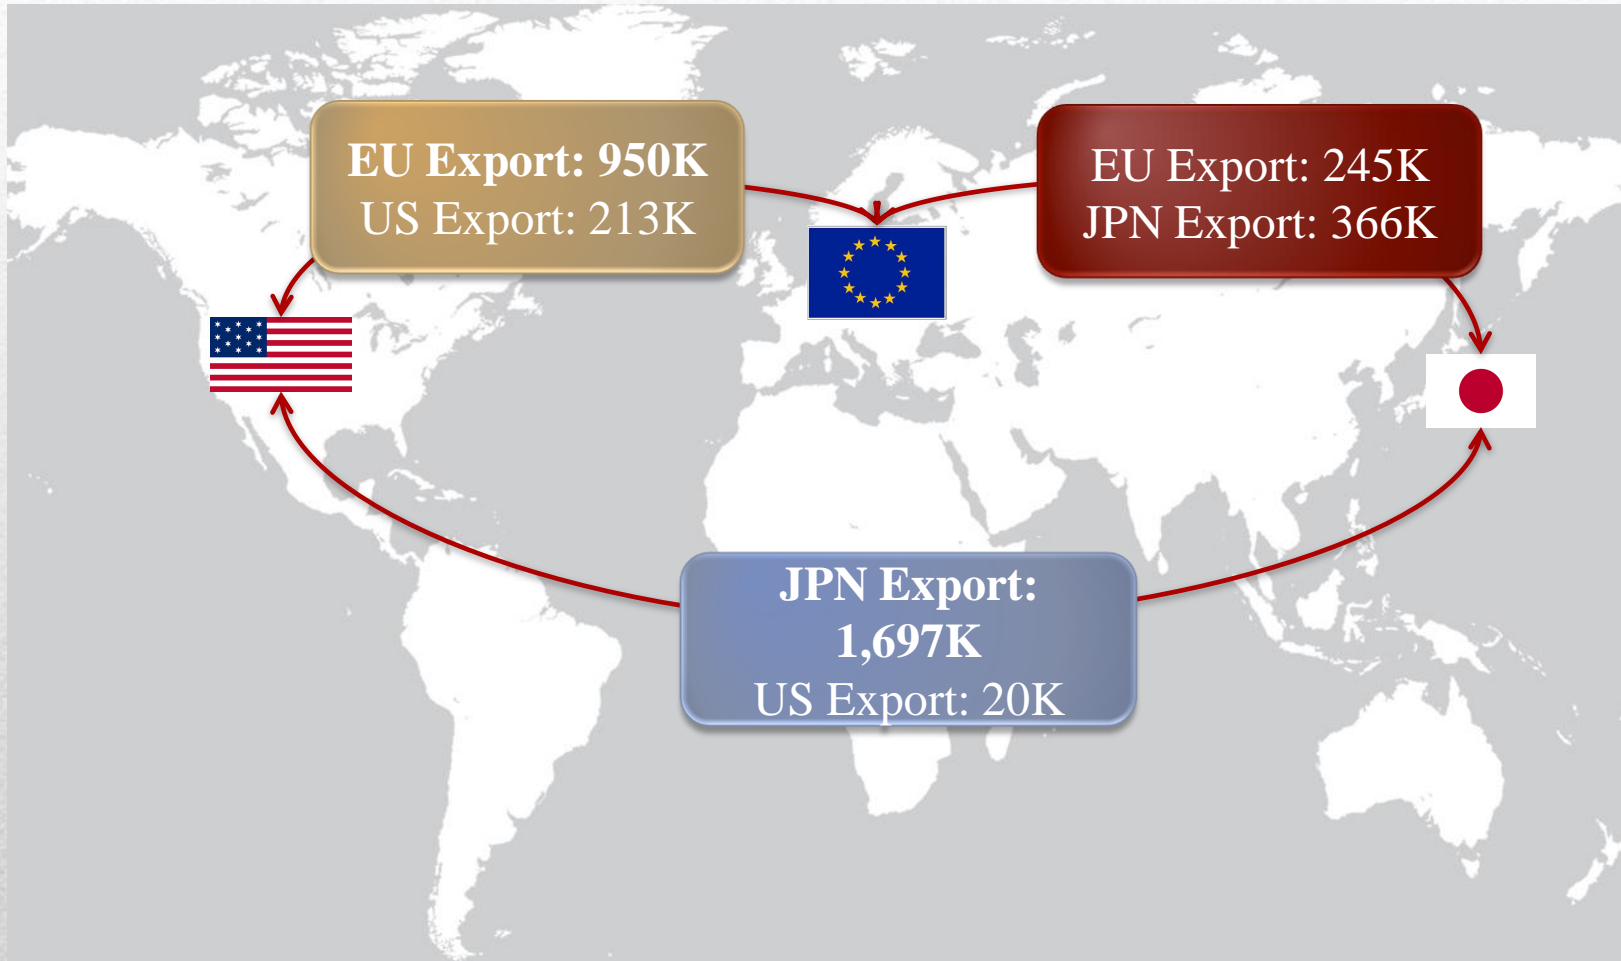 EU Export: 950K
US Export: 213K
EU Export: 245K
JPN Export: 366K
JPN Export:
1,697K
US Export: 20K